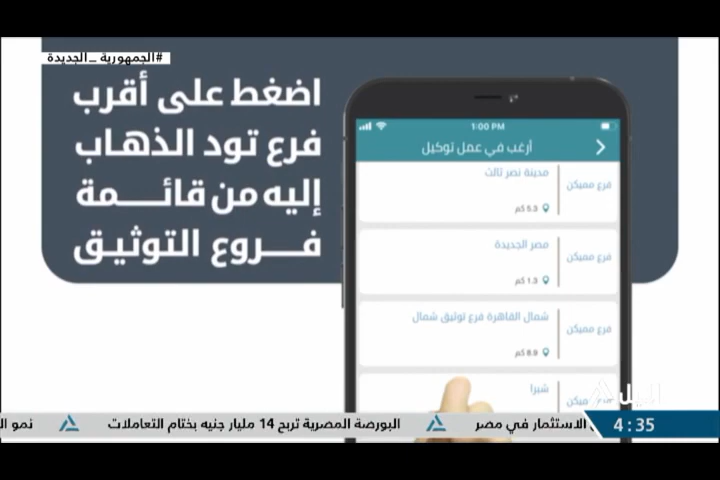 #الجمهورية_الجديدة
اضغط على أقرب
فرع تود الذهاب
إليه من قائمة
فروع التوثيق
1:00 PM
أرغب في عمل توكيل
مدينة نصر ثالث
فرع مميكن
5.3 كم
مصر الجديدة
فرع مميكن
1.3 كم
شمال القاهرة فرع توثيق شمال
فرع مميكن
8.9 كم
شبرا
النيل
4:35
الاستثمار في مصر
البورصة المصرية تربح 14 مليار جنيه بختام التعاملات
نمو